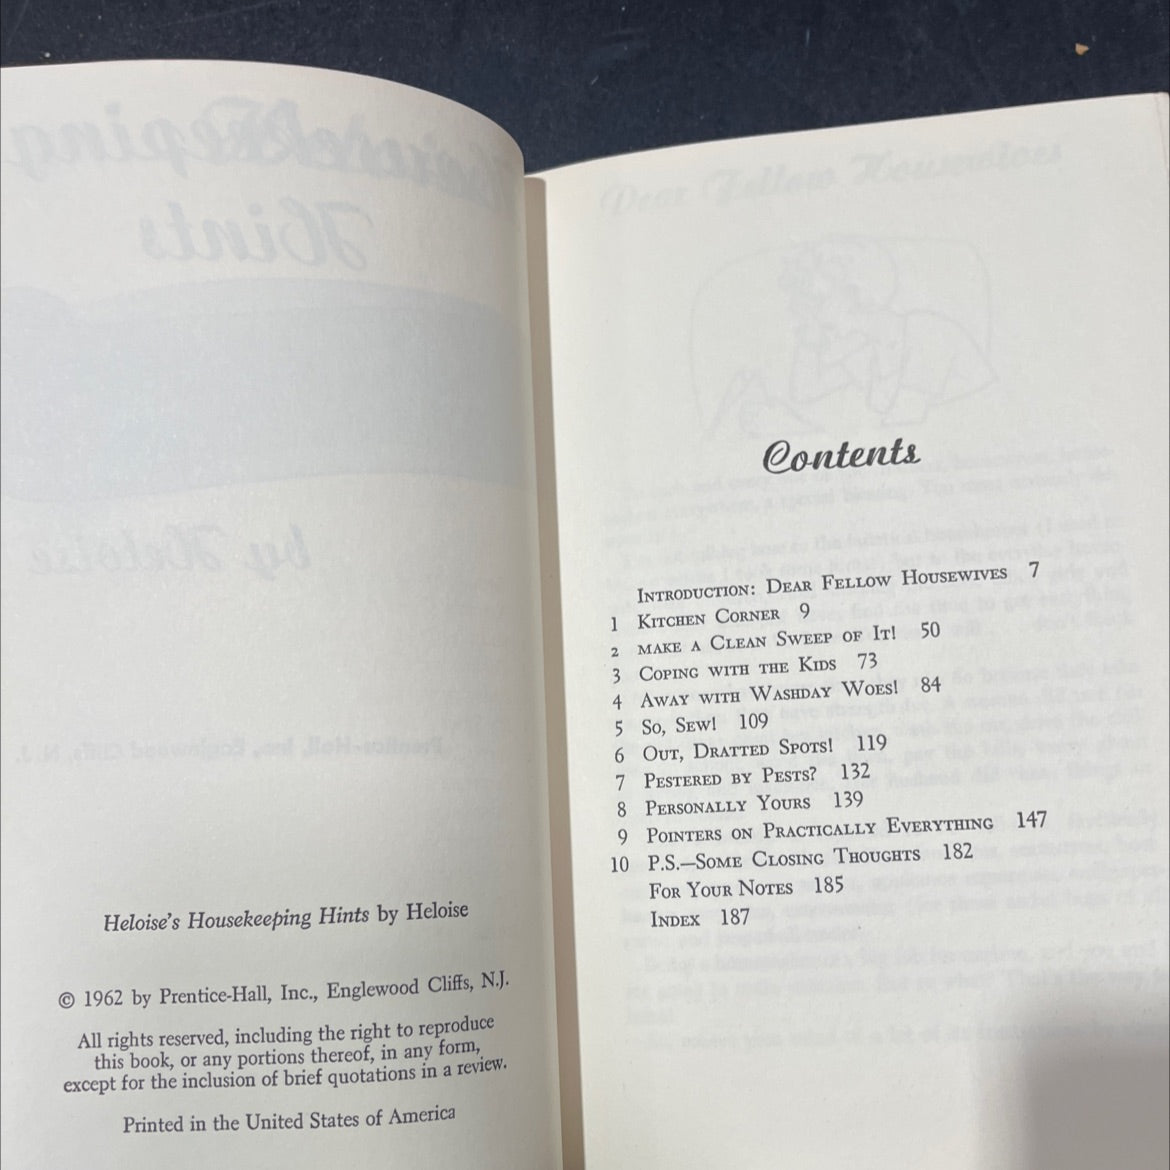 Heloise's Housekeeping Hints by Heloise
© 1962 by Prentice-Hall, Inc., Englewood Cliffs, N.J.
All rights reserved, including the right to reproduce
this book, or any portions thereof, in any form,
except for the inclusion of brief quotations in a review.
Printed in the United States of America
Dear Fellow Housewives
Contents
Introduction: Dear Fellow Housewives 7
1 Kitchen Corner 9
2 make a Clean Sweep of It! 50
3 Coping with the Kids 73
4 Away with Washday Woes! 84
5 So, Sew! 109
6 Out, Dratted Spots! 119
7 Pestered by Pests? 132
8 Personally Yours 139
9 Pointers on Practically Everything 147
10 P.S.—Some Closing Thoughts 182
For Your Notes 185
Index 187